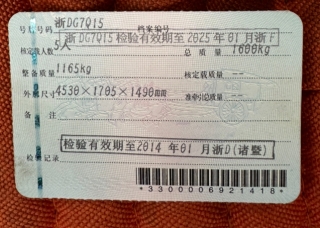 号牌号码 浙DG7Q15 档案编号
浙DG7Q15检验有效期至2025年01月浙F
核定载人数 5人 总质量 1600kg
整备质量 1165kg 核定载质量 --
外廓尺寸 4530×1705×1490mm 准牵引总质量 --
备注
检验有效期至2014年01月浙D(诸暨)
检验记录
*3300006921418*